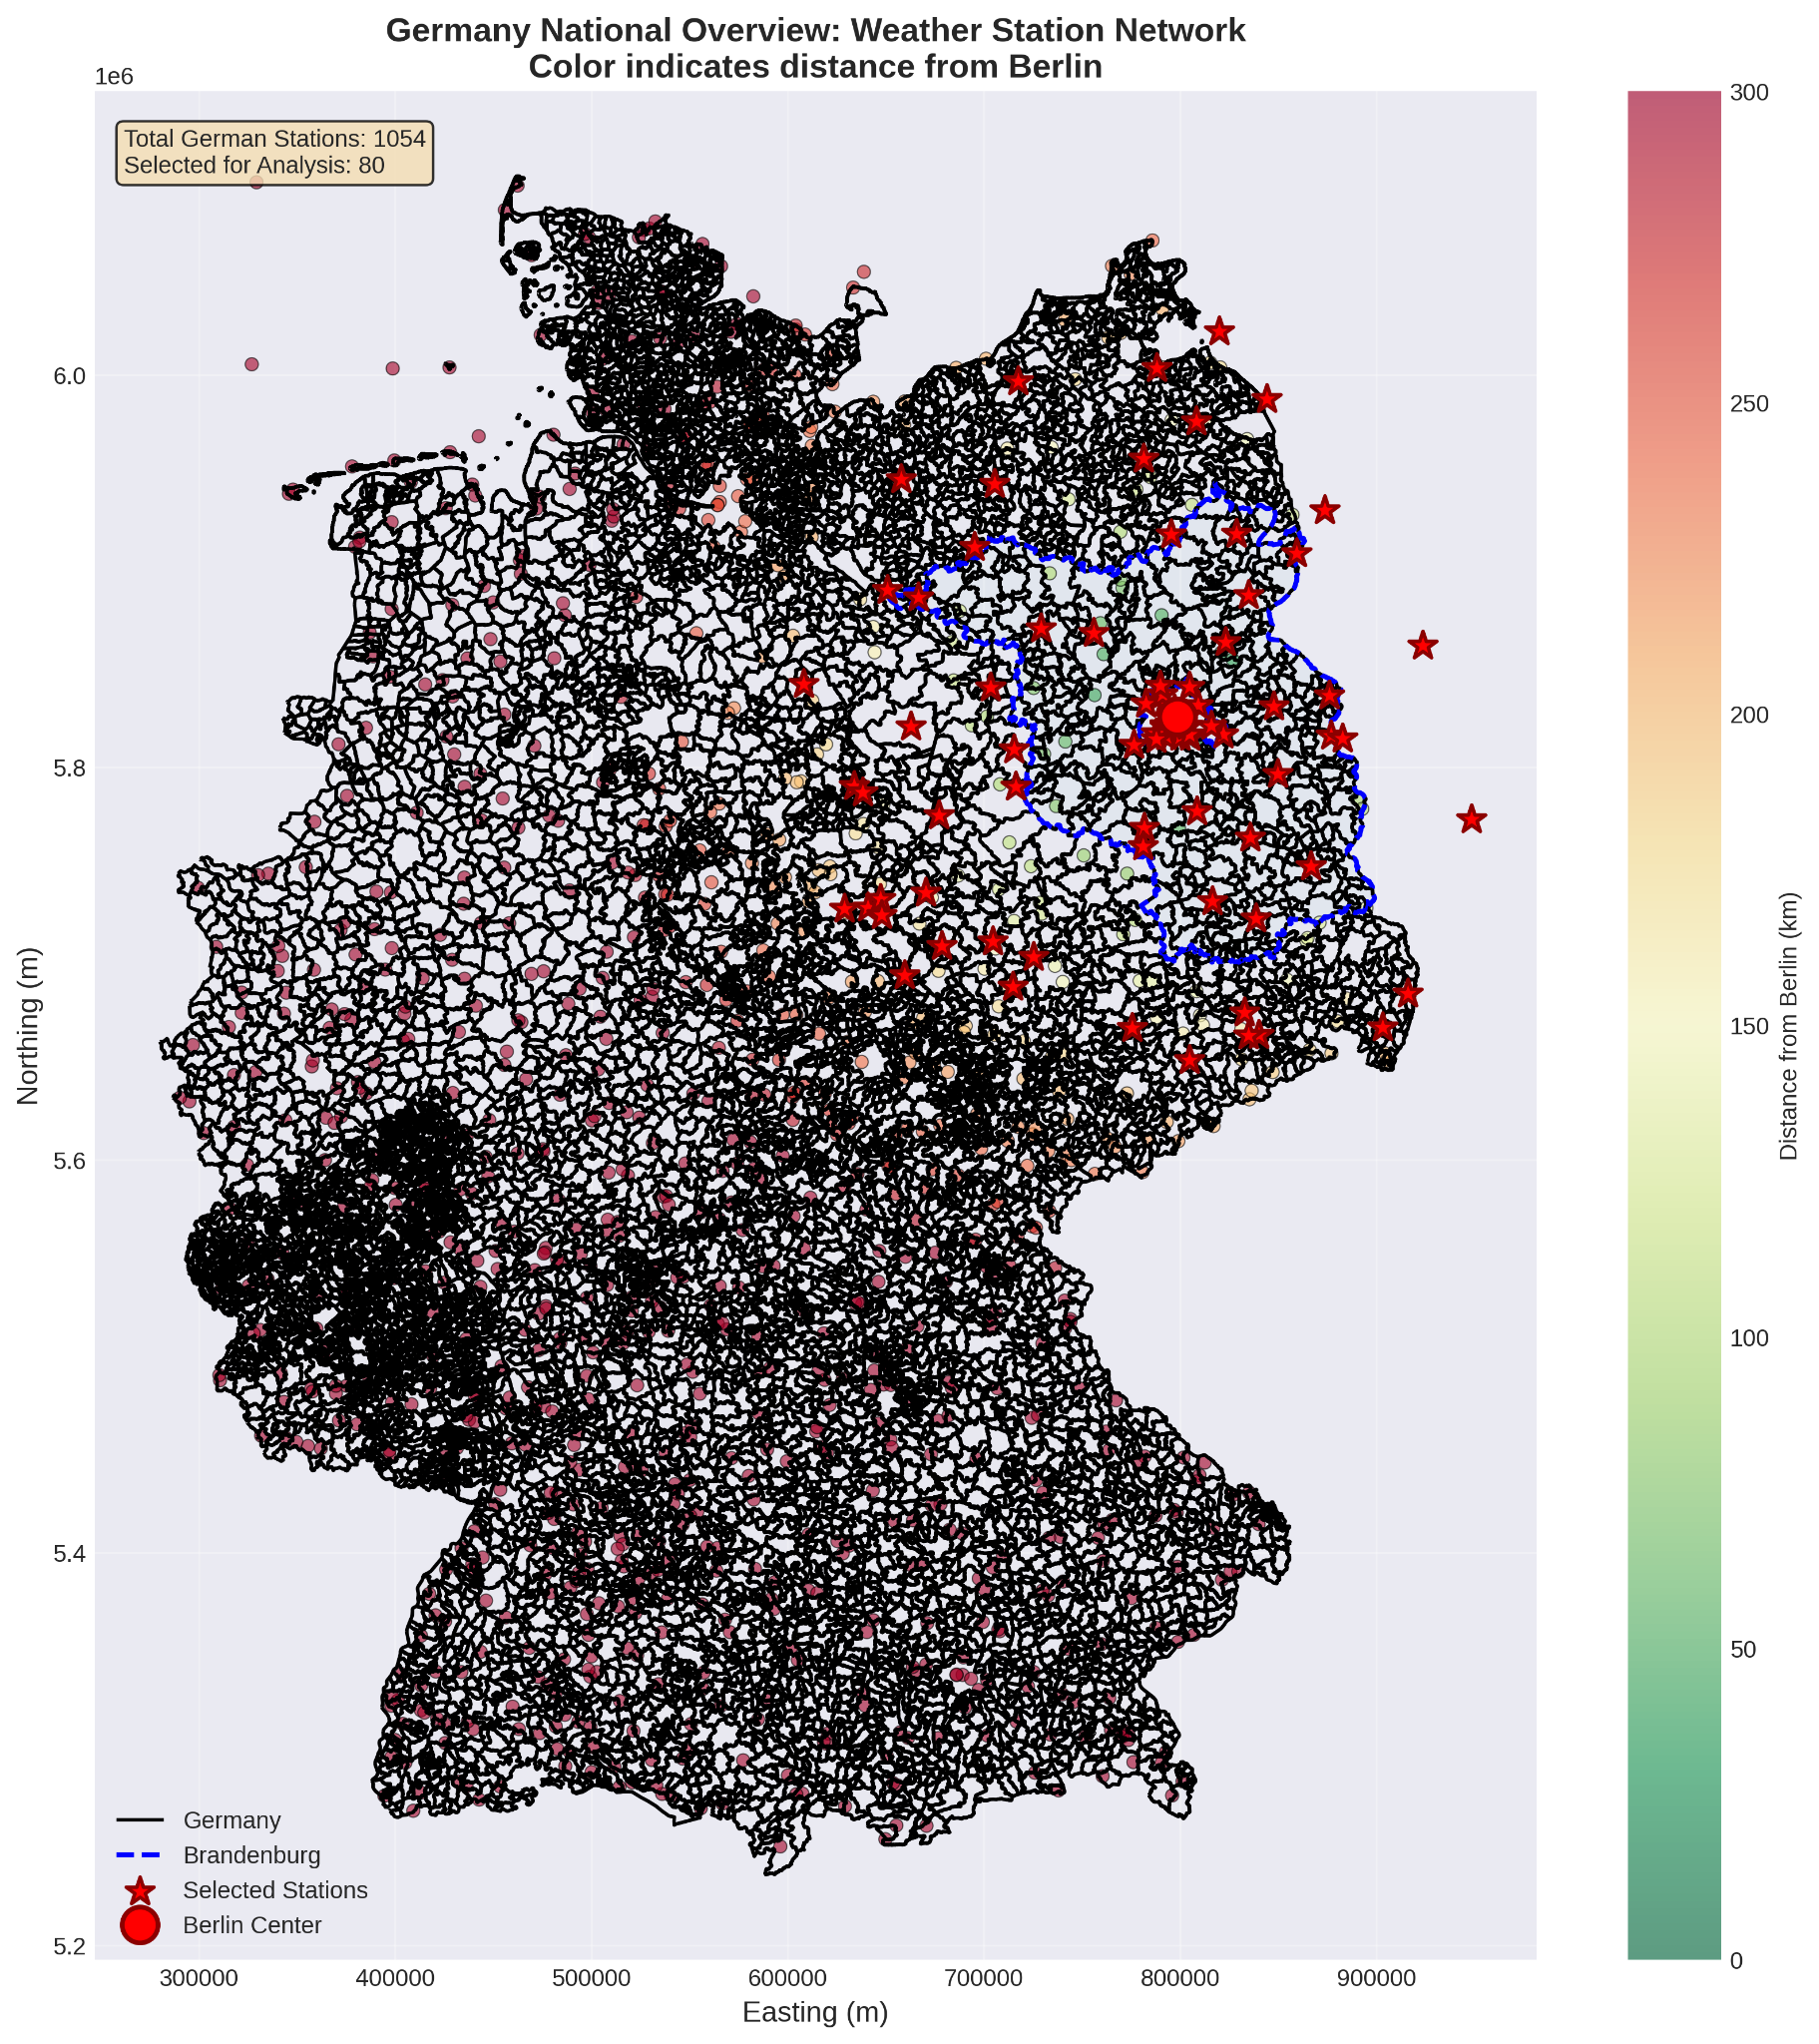 Germany National Overview: Weather Station Network
Color indicates distance from Berlin
1e6
Total German Stations: 1054
Selected for Analysis: 80
6.0
5.8
5.6
5.4
5.2
Northing (m)
300000
400000
500000
600000
700000
800000
900000
Easting (m)
Germany
Brandenburg
Selected Stations
Berlin Center
300
250
200
150
100
50
0
Distance from Berlin (km)